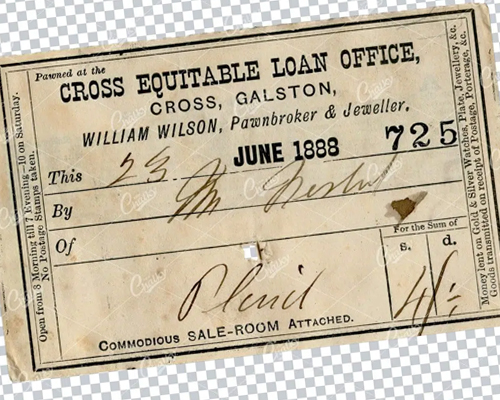 Pawned at the
CROSS EQUITABLE LOAN OFFICE,
CROSS, GALSTON,
WILLIAM WILSON, Pawnbroker & Jeweller.
This 23 JUNE 1888 725
By
Of
For the Sum of
S. d.
4/-
COMMODIOUS SALE-ROOM ATTACHED.
Open from 8 Morning till 7 Evening—10 on Saturday.
No Postage Stamps taken.
Money lent on Gold & Silver Watches, Plate, Jewellery, &c.
Goods transmitted on receipt of Postage, Porterage, &c.